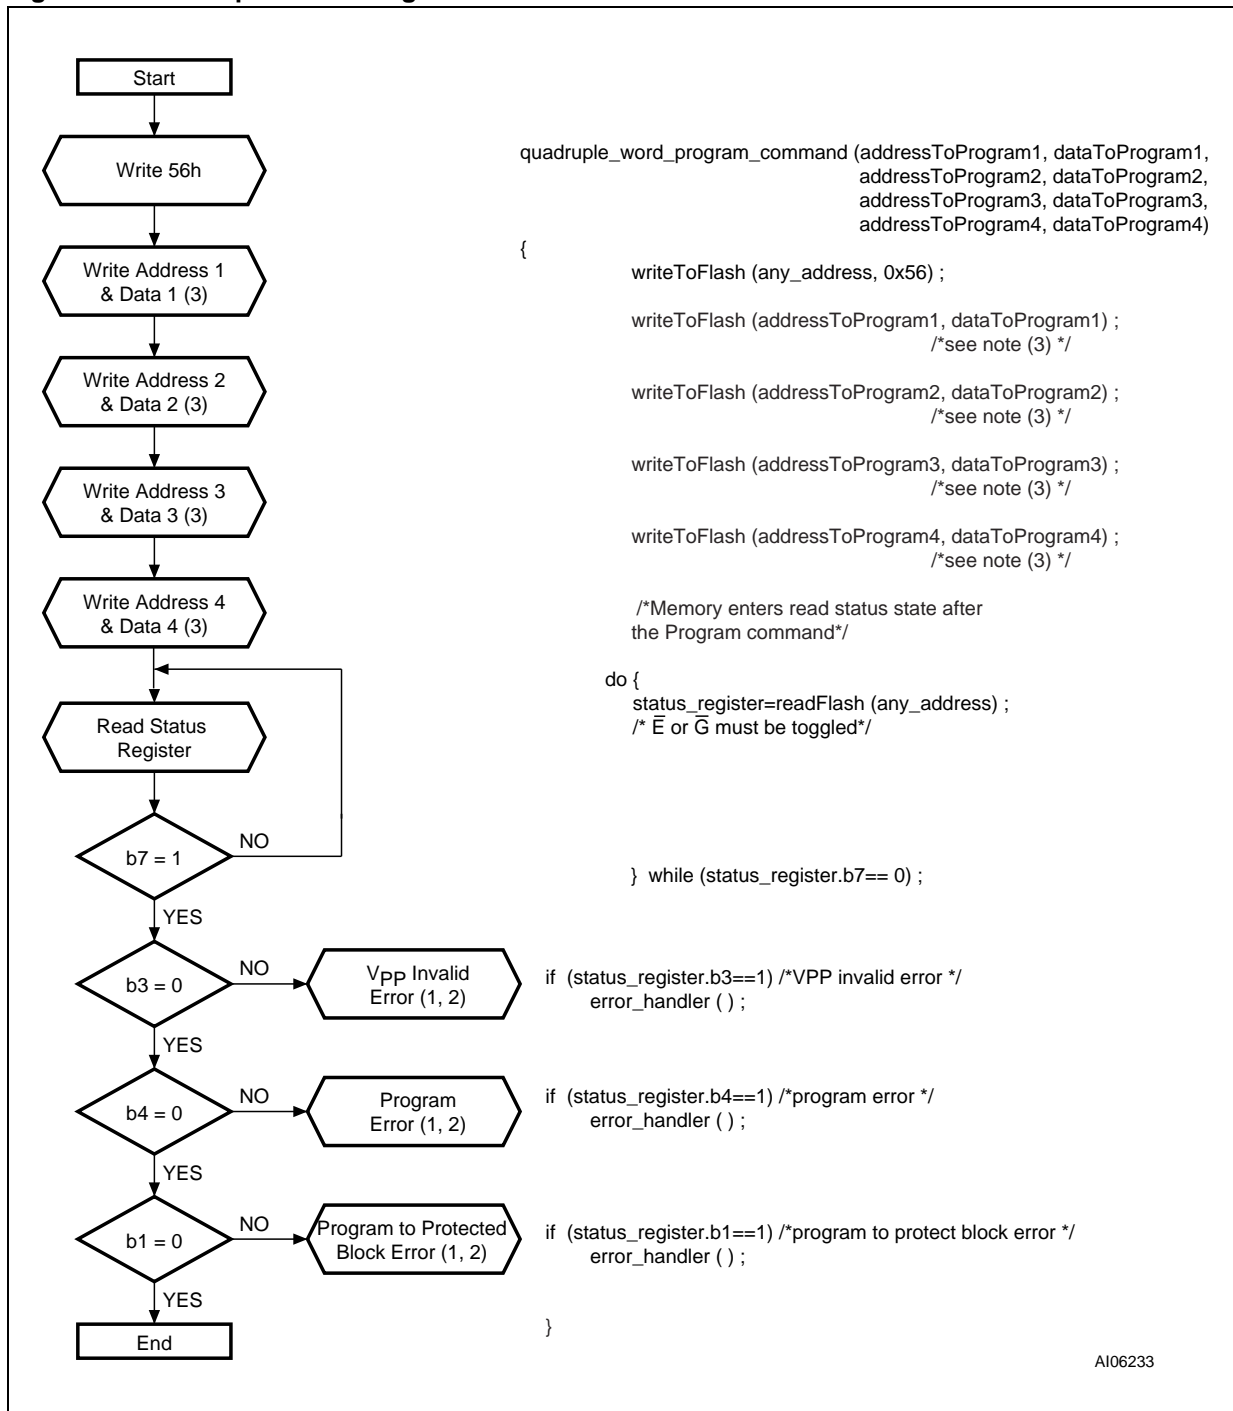 Start
Write 56h
Write Address 1
& Data 1 (3)
Write Address 2
& Data 2 (3)
Write Address 3
& Data 3 (3)
Write Address 4
& Data 4 (3)
Read Status
Register
b7 = 1
NO
YES
b3 = 0
NO
VPP Invalid
Error (1, 2)
YES
b4 = 0
NO
Program
Error (1, 2)
YES
b1 = 0
NO
Program to Protected
Block Error (1, 2)
YES
End
quadruple_word_program_command (addressToProgram1, dataToProgram1,
addressToProgram2, dataToProgram2,
addressToProgram3, dataToProgram3,
addressToProgram4, dataToProgram4)
{
writeToFlash (any_address, 0x56) ;
writeToFlash (addressToProgram1, dataToProgram1) ;
/*see note (3) */
writeToFlash (addressToProgram2, dataToProgram2) ;
/*see note (3) */
writeToFlash (addressToProgram3, dataToProgram3) ;
/*see note (3) */
writeToFlash (addressToProgram4, dataToProgram4) ;
/*see note (3) */
/*Memory enters read status state after
the Program command*/
do {
status_register=readFlash (any_address) ;
/* E̅ or G̅ must be toggled*/
} while (status_register.b7== 0) ;
if (status_register.b3==1) /*VPP invalid error */
error_handler ( ) ;
if (status_register.b4==1) /*program error */
error_handler ( ) ;
if (status_register.b1==1) /*program to protect block error */
error_handler ( ) ;
}
AI06233